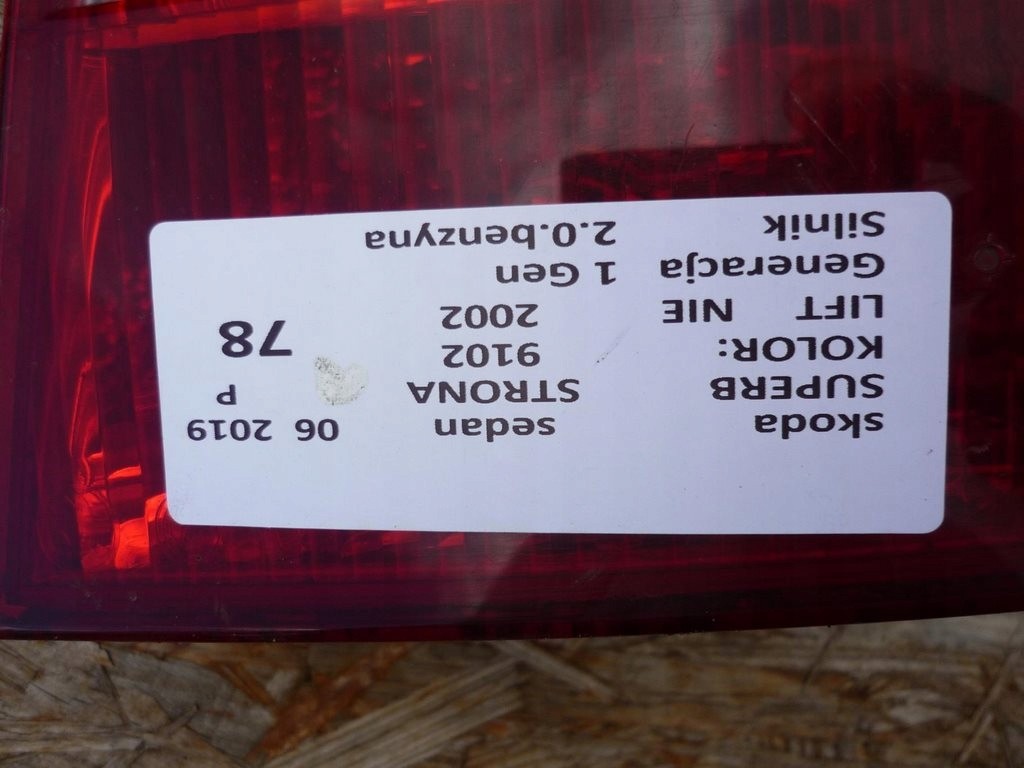 skoda sedan 06 2019
SUPERB STRONA P
KOLOR: 9102 78
LIFT NIE 2002
Generacja 1 Gen
Silnik 2.0.benzyna